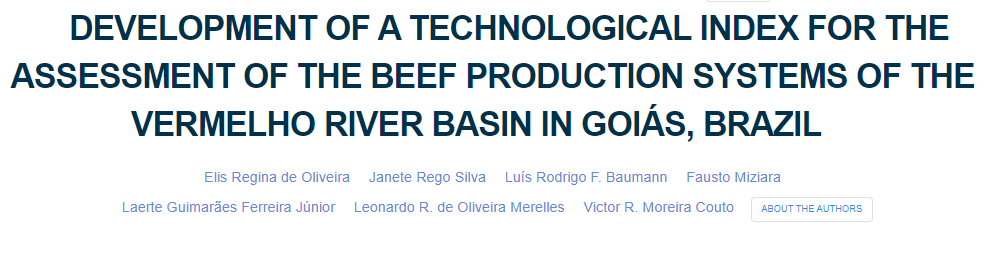 DEVELOPMENT OF A TECHNOLOGICAL INDEX FOR THE
ASSESSMENT OF THE BEEF PRODUCTION SYSTEMS OF THE
VERMELHO RIVER BASIN IN GOIÁS, BRAZIL
Elis Regina de Oliveira Janete Rego Silva Luís Rodrigo F. Baumann Fausto Miziara
Laerte Guimarães Ferreira Júnior Leonardo R. de Oliveira Merelles Victor R. Moreira Couto ABOUT THE AUTHORS